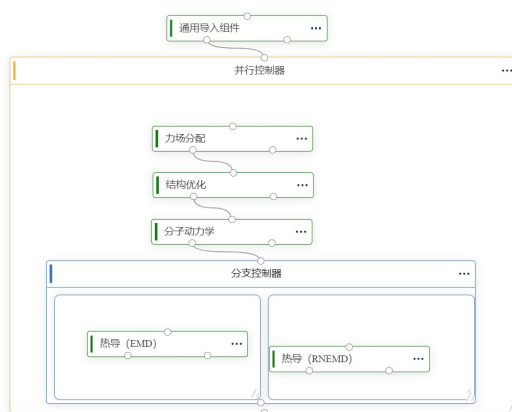 通用导入组件
并行控制器
力场分配
结构优化
分子动力学
分支控制器
热导（EMD）
热导（RNEMD）